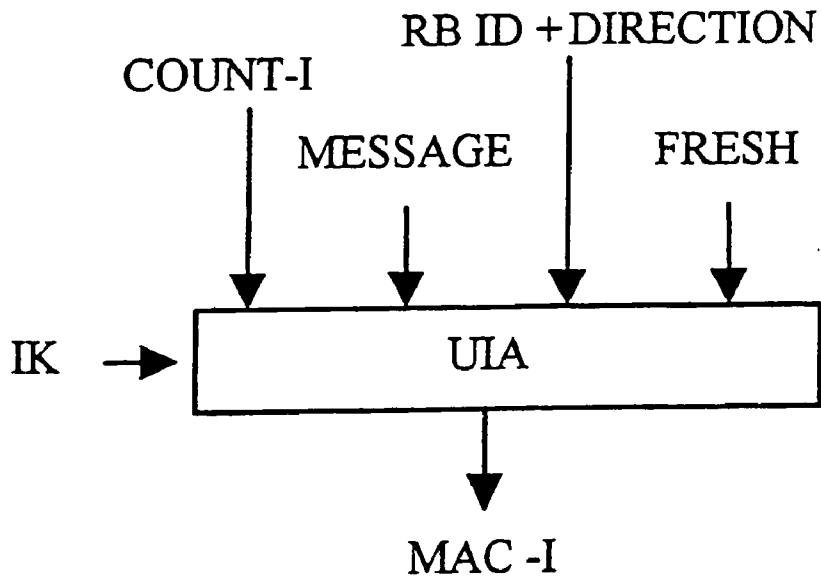 RB ID + DIRECTION
COUNT-I
MESSAGE
FRESH
IK
UIA
MAC -I